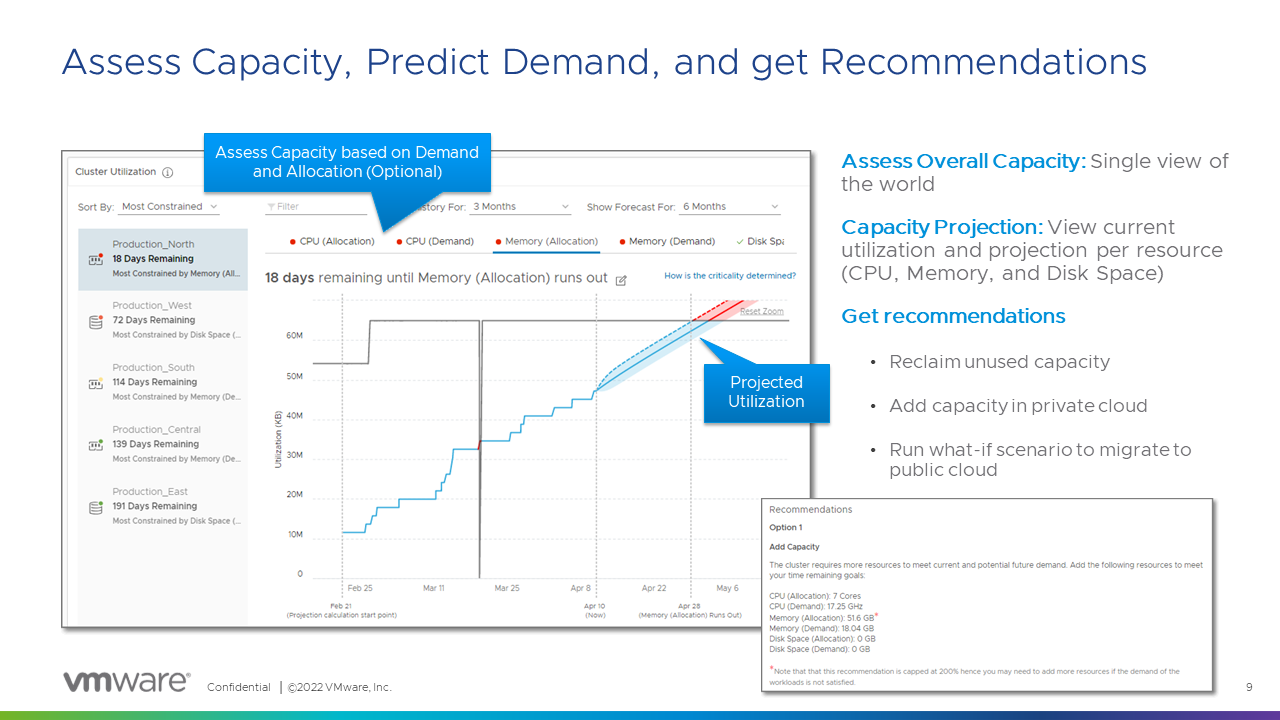 Assess Capacity, Predict Demand, and get Recommendations
Assess Capacity based on Demand
and Allocation (Optional)
Cluster Utilization
Sort By: Most Constrained
Filter
story For: 3 Months
Show Forecast For: 6 Months
Production_North
18 Days Remaining
Most Constrained by Memory (All...
Production_West
72 Days Remaining
Most Constrained by Disk Space (...
Production_South
114 Days Remaining
Most Constrained by Memory (De...
Production_Central
139 Days Remaining
Most Constrained by Memory (De...
Production_East
191 Days Remaining
Most Constrained by Disk Space (...
CPU (Allocation)
CPU (Demand)
Memory (Allocation)
Memory (Demand)
Disk Spa
18 days remaining until Memory (Allocation) runs out
How is the criticality determined?
Reset Zoom
Utilization (KB)
60M
50M
40M
30M
20M
10M
0
Feb 25
Mar 11
Mar 25
Apr 8
Apr 22
May 6
Feb 21
(Projection calculation start point)
Apr 10
(Now)
Apr 28
(Memory (Allocation) Runs Out)
Projected
Utilization
Assess Overall Capacity: Single view of
the world
Capacity Projection: View current
utilization and projection per resource
(CPU, Memory, and Disk Space)
Get recommendations
• Reclaim unused capacity
• Add capacity in private cloud
• Run what-if scenario to migrate to
public cloud
Recommendations
Option 1
Add Capacity
The cluster requires more resources to meet current and potential future demand. Add the following resources to meet
your time remaining goals:
CPU (Allocation): 7 Cores
CPU (Demand): 17.25 GHz
Memory (Allocation): 51.6 GB*
Memory (Demand): 18.04 GB
Disk Space (Allocation): 0 GB
Disk Space (Demand): 0 GB
*Note that that this recommendation is capped at 200% hence you may need to add more resources if the demand of the
workloads is not satisfied.
vmware®
Confidential | ©2022 VMware, Inc.
9